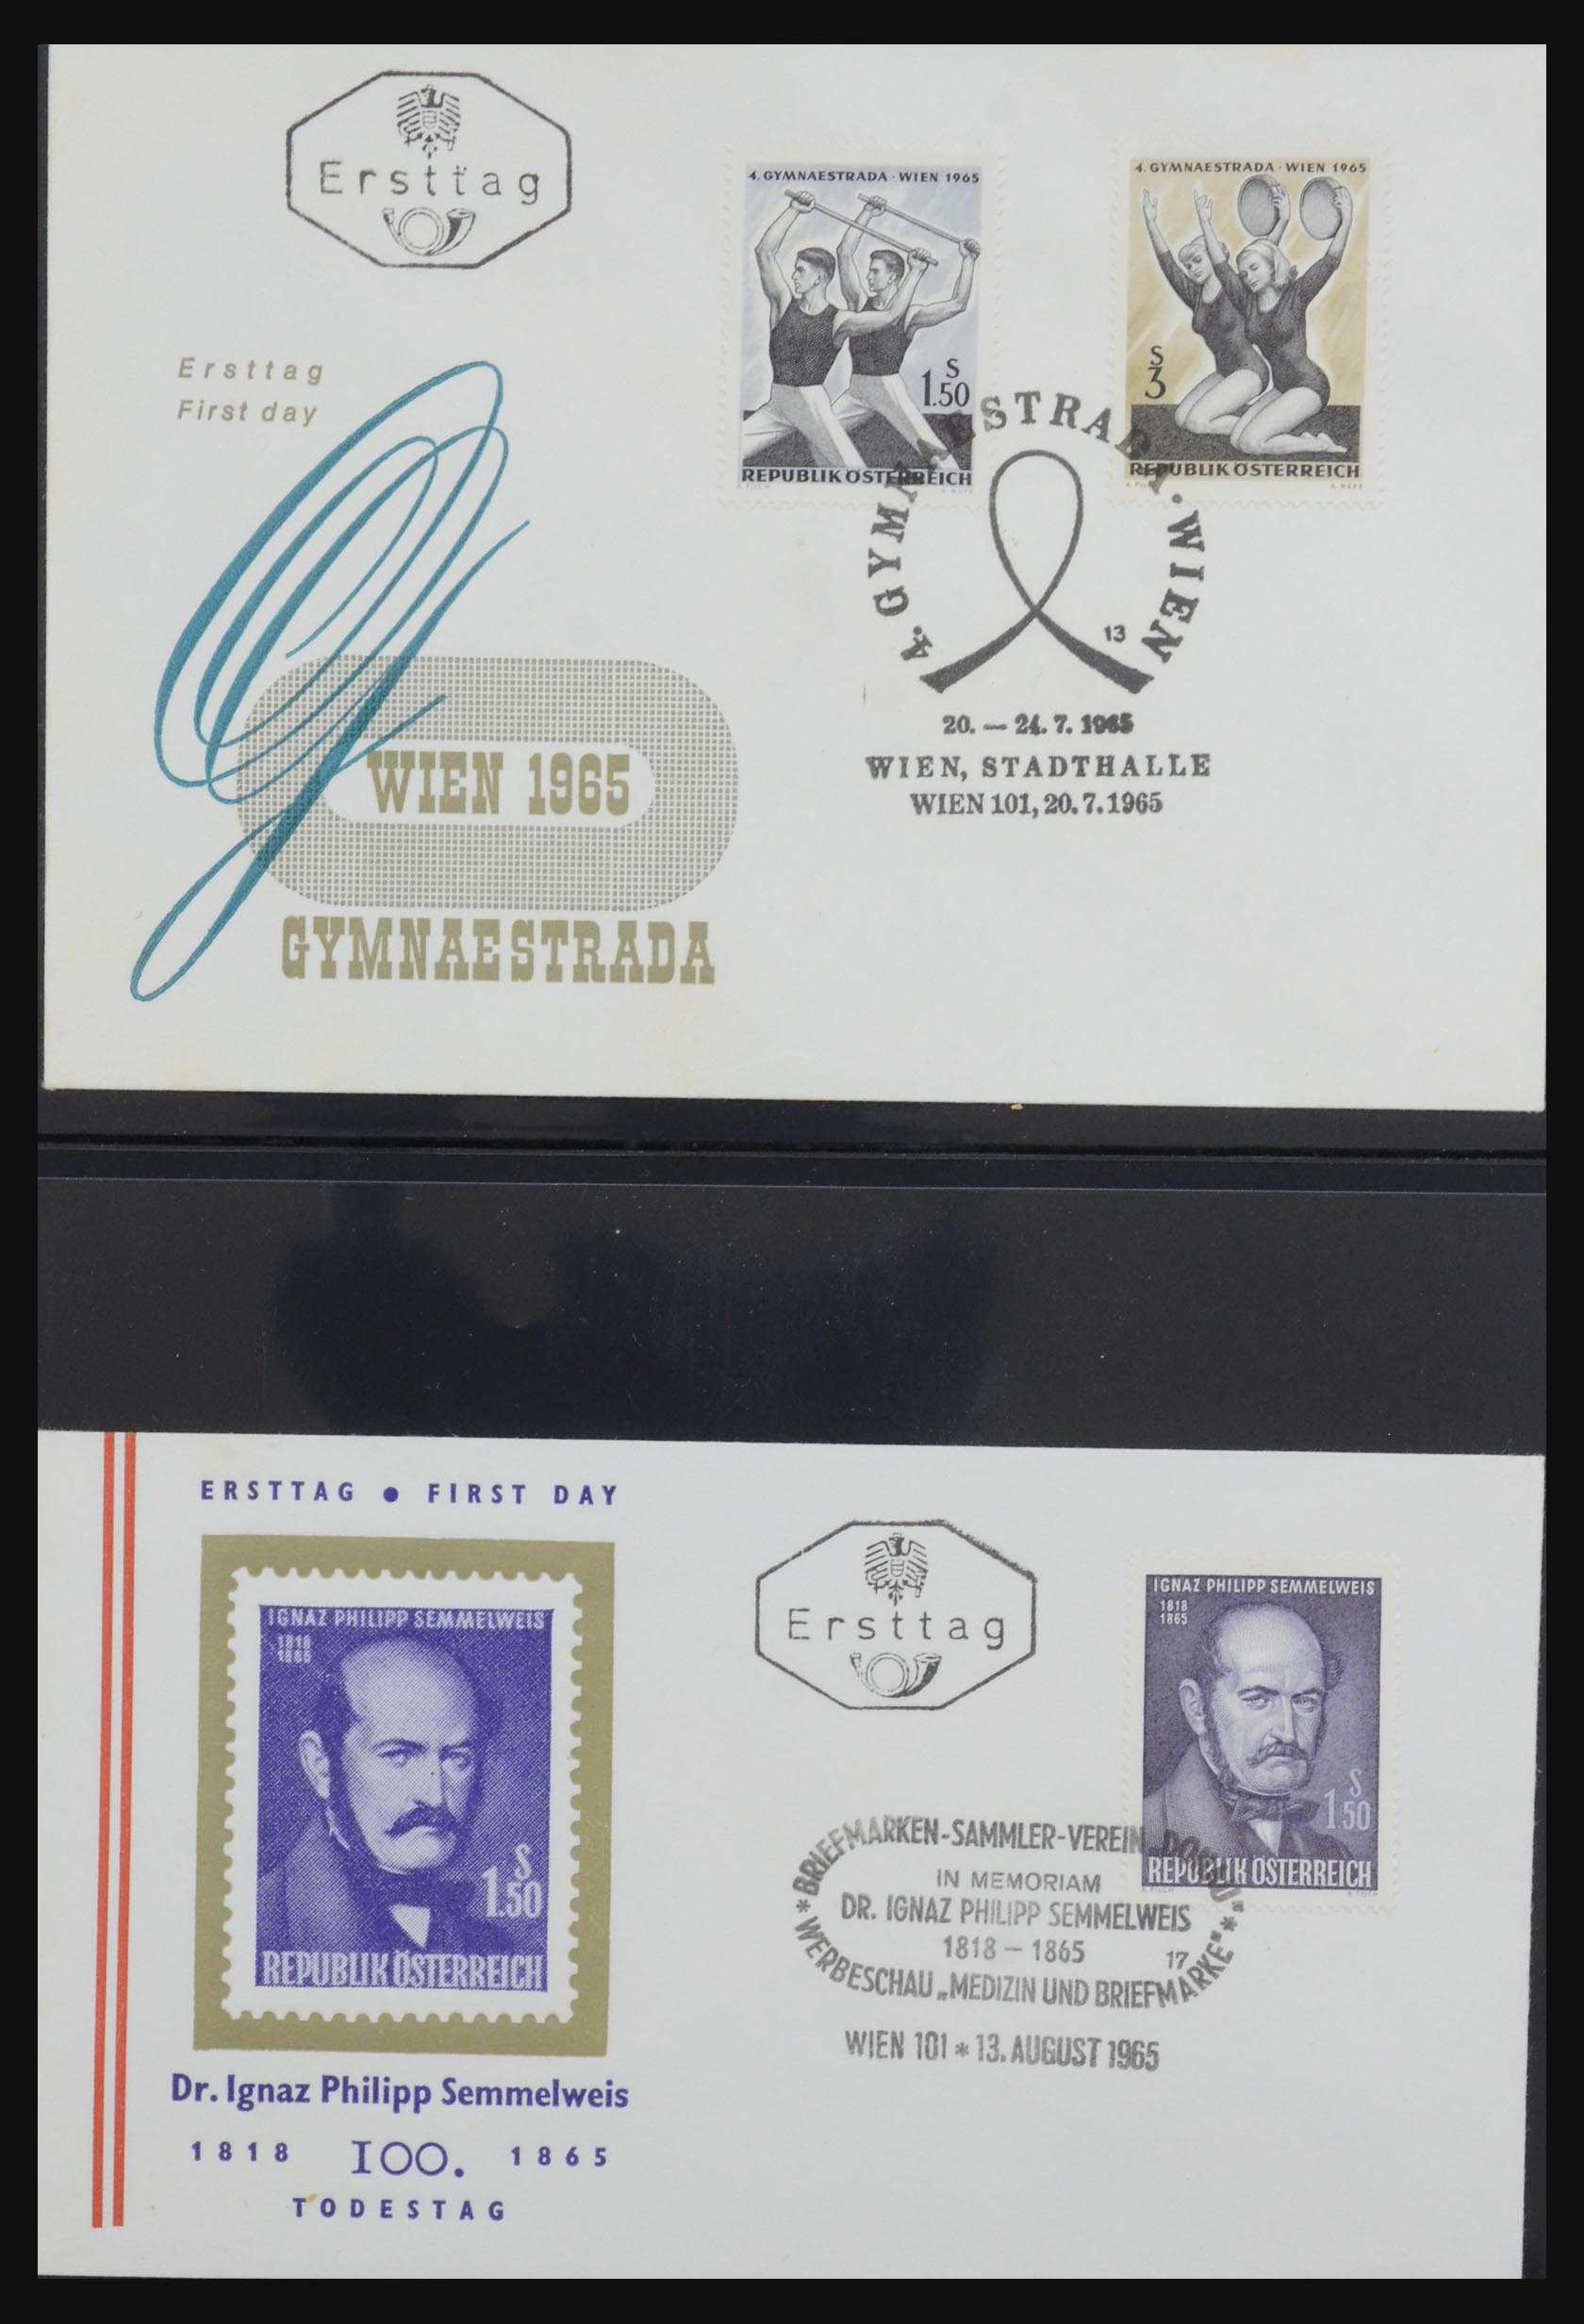 Ersttag
Ersttag
First day
WIEN 1965
GYMNAESTRADA
4. GYMNAESTRADA · WIEN 1965
S
1.50
REPUBLIK ÖSTERREICH
4. GYMNAESTRADA · WIEN 1965
S
3
REPUBLIK ÖSTERREICH
4. GYMNAESTRADA · WIEN
13
20. — 24. 7. 1965
WIEN, STADTHALLE
WIEN 101, 20. 7. 1965
ERSTTAG ● FIRST DAY
IGNAZ PHILIPP SEMMELWEIS
1818
1865
S
1.50
REPUBLIK ÖSTERREICH
Dr. Ignaz Philipp Semmelweis
1818 100. 1865
TODESTAG
Ersttag
IGNAZ PHILIPP SEMMELWEIS
1818
1865
S
1.50
REPUBLIK ÖSTERREICH
BRIEFMARKEN-SAMMLER-VEREIN
IN MEMORIAM
DR. IGNAZ PHILIPP SEMMELWEIS
1818 – 1865
17
* WERBESCHAU „MEDIZIN UND BRIEFMARKE" *
WIEN 101 * 13. AUGUST 1965